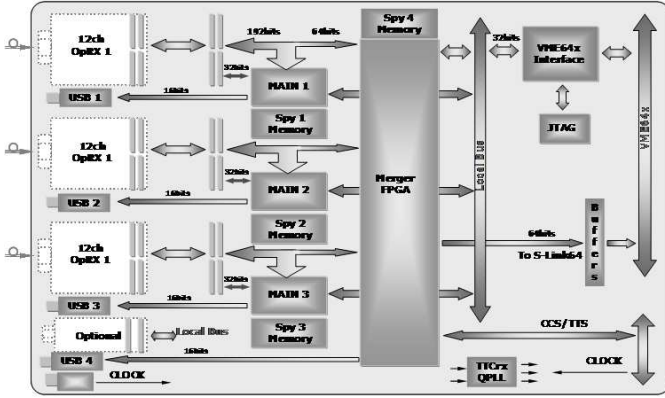 192bits
64bits
Spy 4
Memory
12ch
OpRX 1
32bits
VME64x
Interface
32bits
MAIN 1
USB 1
16bits
Spy 1
Memory
JTAG
VME64x
Local Bus
12ch
OpRX 1
32bits
MAIN 2
Merger
FPGA
USB 2
16bits
Spy 2
Memory
Buffers
64bits
To S-Link64
12ch
OpRX 1
32bits
MAIN 3
USB 3
16bits
Optional
Local Bus
Spy 3
Memory
CCS/TTS
USB 4
16bits
CLOCK
TTCrx
QPLL
CLOCK